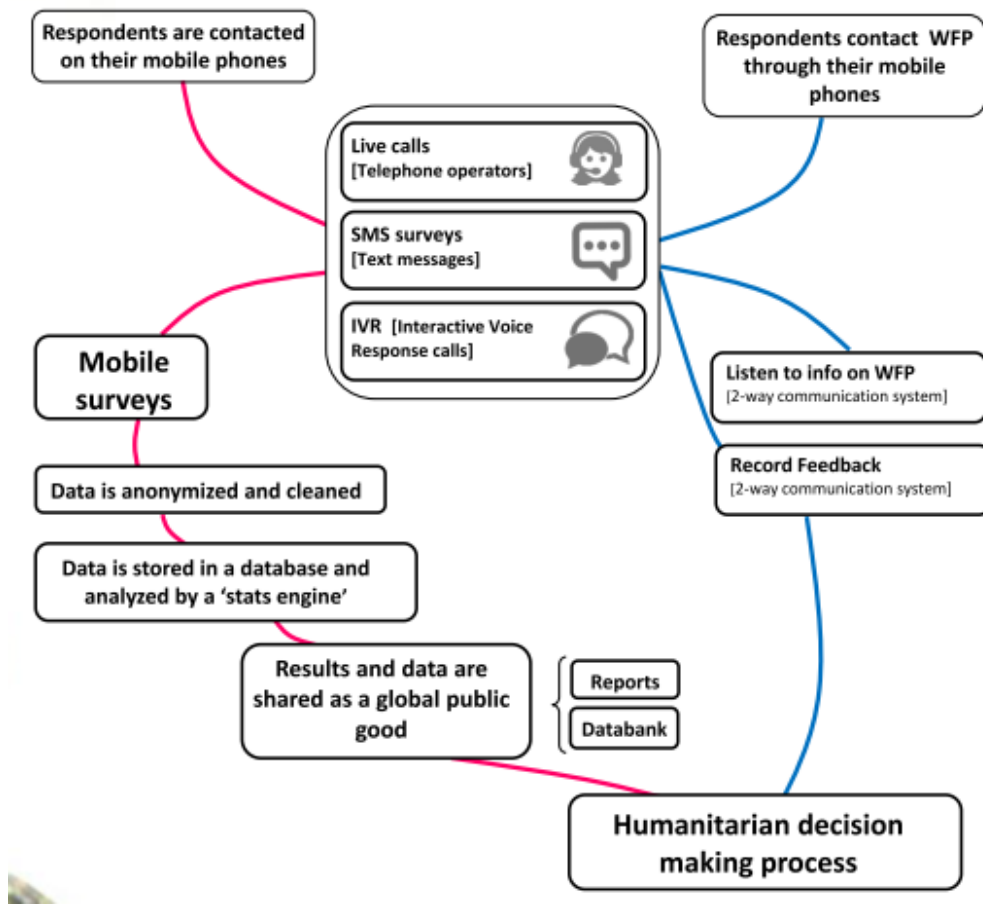 Respondents are contacted
on their mobile phones
Respondents contact WFP
through their mobile
phones
Live calls
[Telephone operators]
SMS surveys
[Text messages]
IVR [Interactive Voice
Response calls]
Mobile
surveys
Listen to info on WFP
[2-way communication system]
Record Feedback
[2-way communication system]
Data is anonymized and cleaned
Data is stored in a database and
analyzed by a ‘stats engine’
Results and data are
shared as a global public
good
Reports
Databank
Humanitarian decision
making process